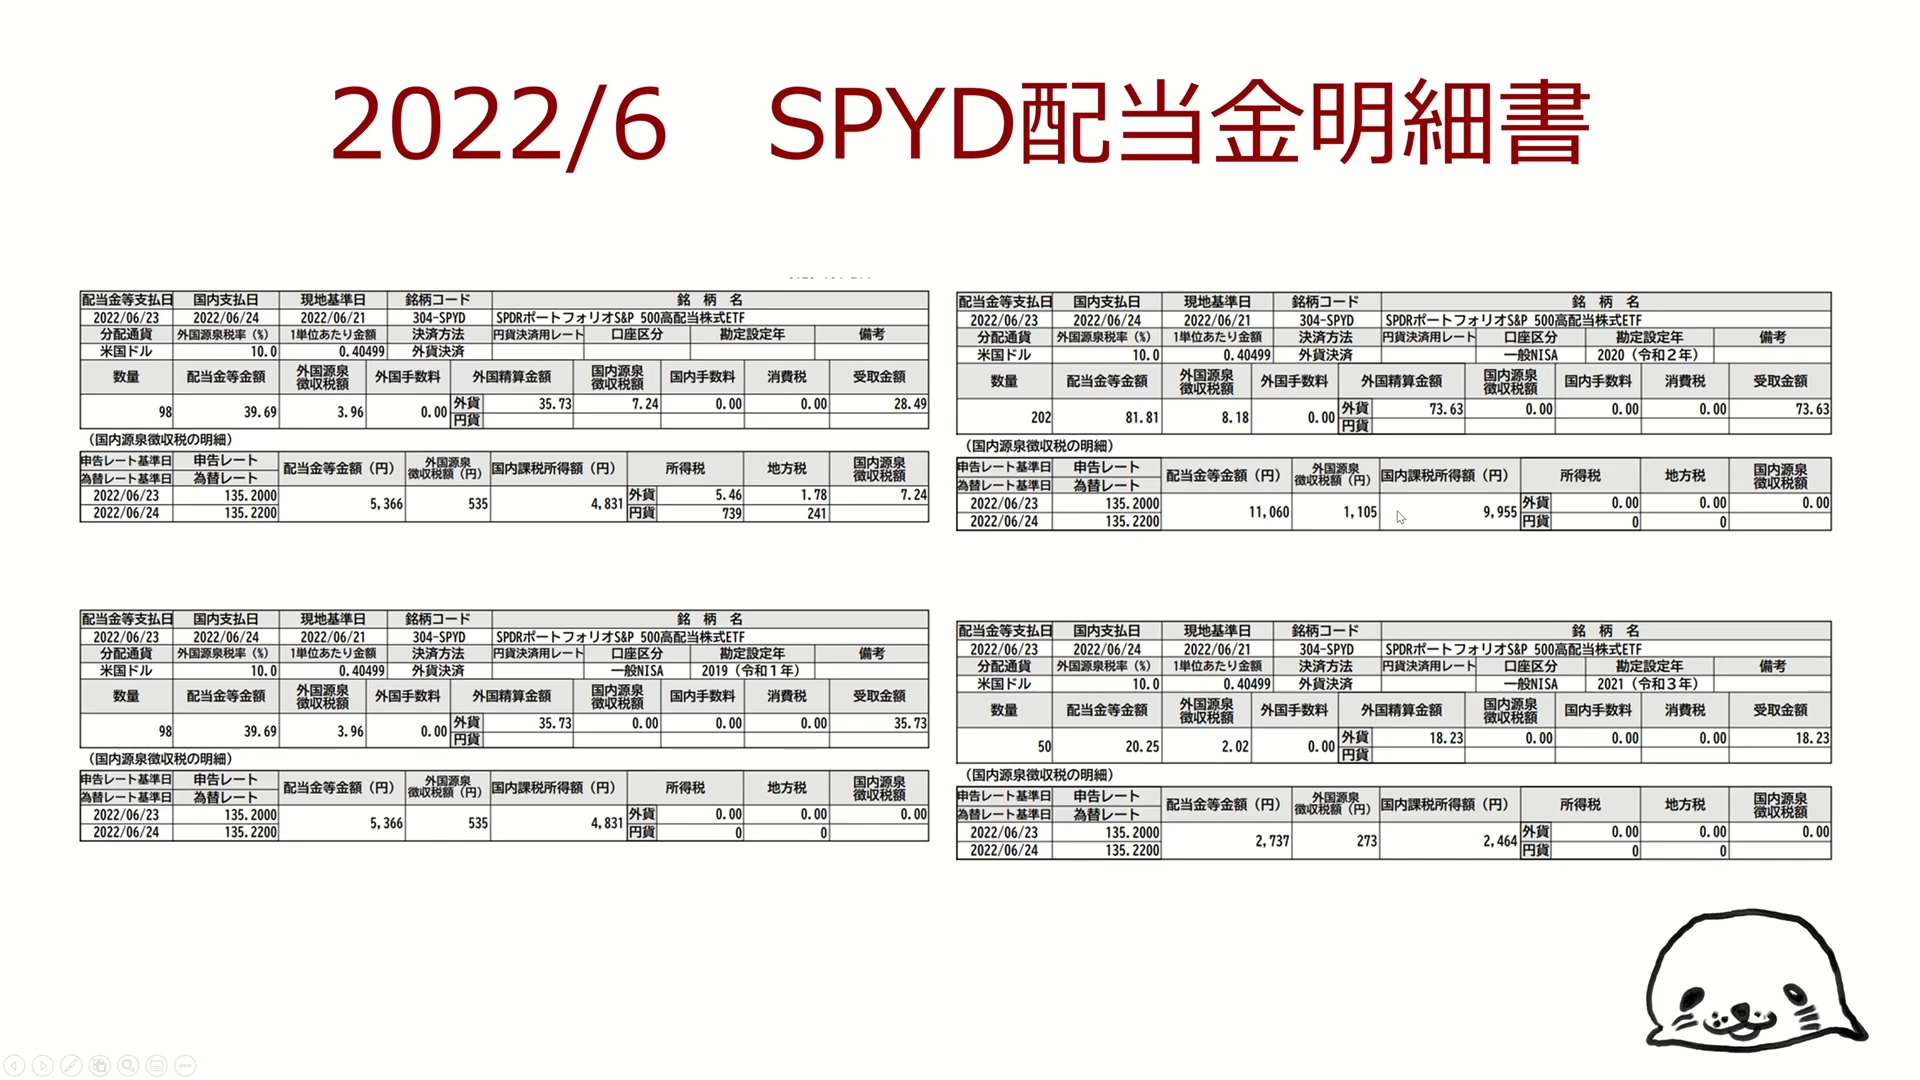 2022/6　SPYD配当金明細書
配当金等支払日 国内支払日 現地基準日 銘柄コード 銘 柄 名
2022/06/23 2022/06/24 2022/06/21 304-SPYD SPDRポートフォリオS&P 500高配当株式ETF
分配通貨 外国源泉税率(%) 1単位あたり金額 決済方法 円貨決済用レート 口座区分 勘定設定年 備考
米国ドル 10.0 0.40499 外貨決済
数量 配当金等金額 外国源泉徴収税額 外国手数料 外国精算金額 国内源泉徴収税額 国内手数料 消費税 受取金額
98 39.69 3.96 0.00 外貨 35.73 7.24 0.00 0.00 28.49
円貨
（国内源泉徴収税の明細）
申告レート基準日 申告レート 配当金等金額（円） 外国源泉徴収税額（円） 国内課税所得額（円） 所得税 地方税 国内源泉徴収税額
為替レート基準日 為替レート
2022/06/23 135.2000 5,366 535 4,831 外貨 5.46 1.78 7.24
2022/06/24 135.2200 円貨 739 241
配当金等支払日 国内支払日 現地基準日 銘柄コード 銘 柄 名
2022/06/23 2022/06/24 2022/06/21 304-SPYD SPDRポートフォリオS&P 500高配当株式ETF
分配通貨 外国源泉税率(%) 1単位あたり金額 決済方法 円貨決済用レート 口座区分 勘定設定年 備考
米国ドル 10.0 0.40499 外貨決済 一般NISA 2020（令和２年）
数量 配当金等金額 外国源泉徴収税額 外国手数料 外国精算金額 国内源泉徴収税額 国内手数料 消費税 受取金額
202 81.81 8.18 0.00 外貨 73.63 0.00 0.00 0.00 73.63
円貨
（国内源泉徴収税の明細）
申告レート基準日 申告レート 配当金等金額（円） 外国源泉徴収税額（円） 国内課税所得額（円） 所得税 地方税 国内源泉徴収税額
為替レート基準日 為替レート
2022/06/23 135.2000 11,060 1,105 9,955 外貨 0.00 0.00 0.00
2022/06/24 135.2200 円貨 0 0
配当金等支払日 国内支払日 現地基準日 銘柄コード 銘 柄 名
2022/06/23 2022/06/24 2022/06/21 304-SPYD SPDRポートフォリオS&P 500高配当株式ETF
分配通貨 外国源泉税率(%) 1単位あたり金額 決済方法 円貨決済用レート 口座区分 勘定設定年 備考
米国ドル 10.0 0.40499 外貨決済 一般NISA 2019（令和１年）
数量 配当金等金額 外国源泉徴収税額 外国手数料 外国精算金額 国内源泉徴収税額 国内手数料 消費税 受取金額
98 39.69 3.96 0.00 外貨 35.73 0.00 0.00 0.00 35.73
円貨
（国内源泉徴収税の明細）
申告レート基準日 申告レート 配当金等金額（円） 外国源泉徴収税額（円） 国内課税所得額（円） 所得税 地方税 国内源泉徴収税額
為替レート基準日 為替レート
2022/06/23 135.2000 5,366 535 4,831 外貨 0.00 0.00 0.00
2022/06/24 135.2200 円貨 0 0
配当金等支払日 国内支払日 現地基準日 銘柄コード 銘 柄 名
2022/06/23 2022/06/24 2022/06/21 304-SPYD SPDRポートフォリオS&P 500高配当株式ETF
分配通貨 外国源泉税率(%) 1単位あたり金額 決済方法 円貨決済用レート 口座区分 勘定設定年 備考
米国ドル 10.0 0.40499 外貨決済 一般NISA 2021（令和３年）
数量 配当金等金額 外国源泉徴収税額 外国手数料 外国精算金額 国内源泉徴収税額 国内手数料 消費税 受取金額
50 20.25 2.02 0.00 外貨 18.23 0.00 0.00 0.00 18.23
円貨
（国内源泉徴収税の明細）
申告レート基準日 申告レート 配当金等金額（円） 外国源泉徴収税額（円） 国内課税所得額（円） 所得税 地方税 国内源泉徴収税額
為替レート基準日 為替レート
2022/06/23 135.2000 2,737 273 2,464 外貨 0.00 0.00 0.00
2022/06/24 135.2200 円貨 0 0